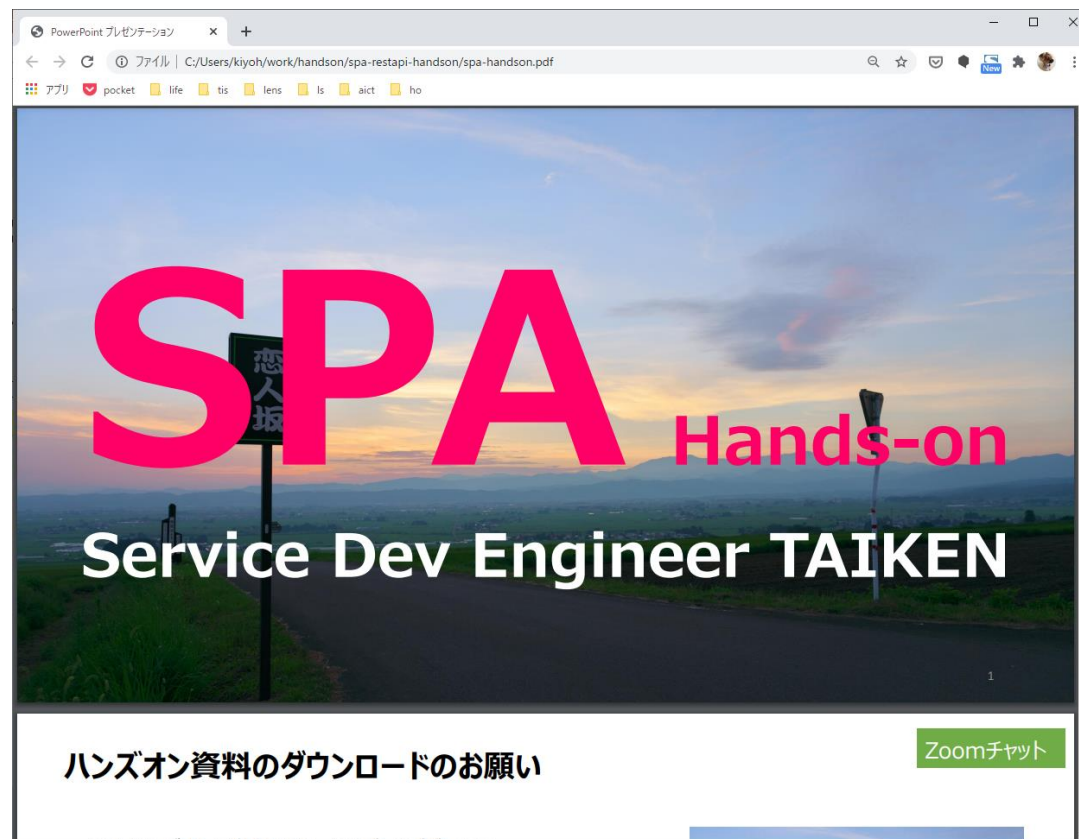 PowerPoint プレゼンテーション
ファイル | C:/Users/kiyoh/work/handson/spa-restapi-handson/spa-handson.pdf
New
アプリ pocket life tis lens ls aict ho
SPA Hands-on
恋人坂
Service Dev Engineer TAIKEN
1
ハンズオン資料のダウンロードのお願い
Zoomチャット